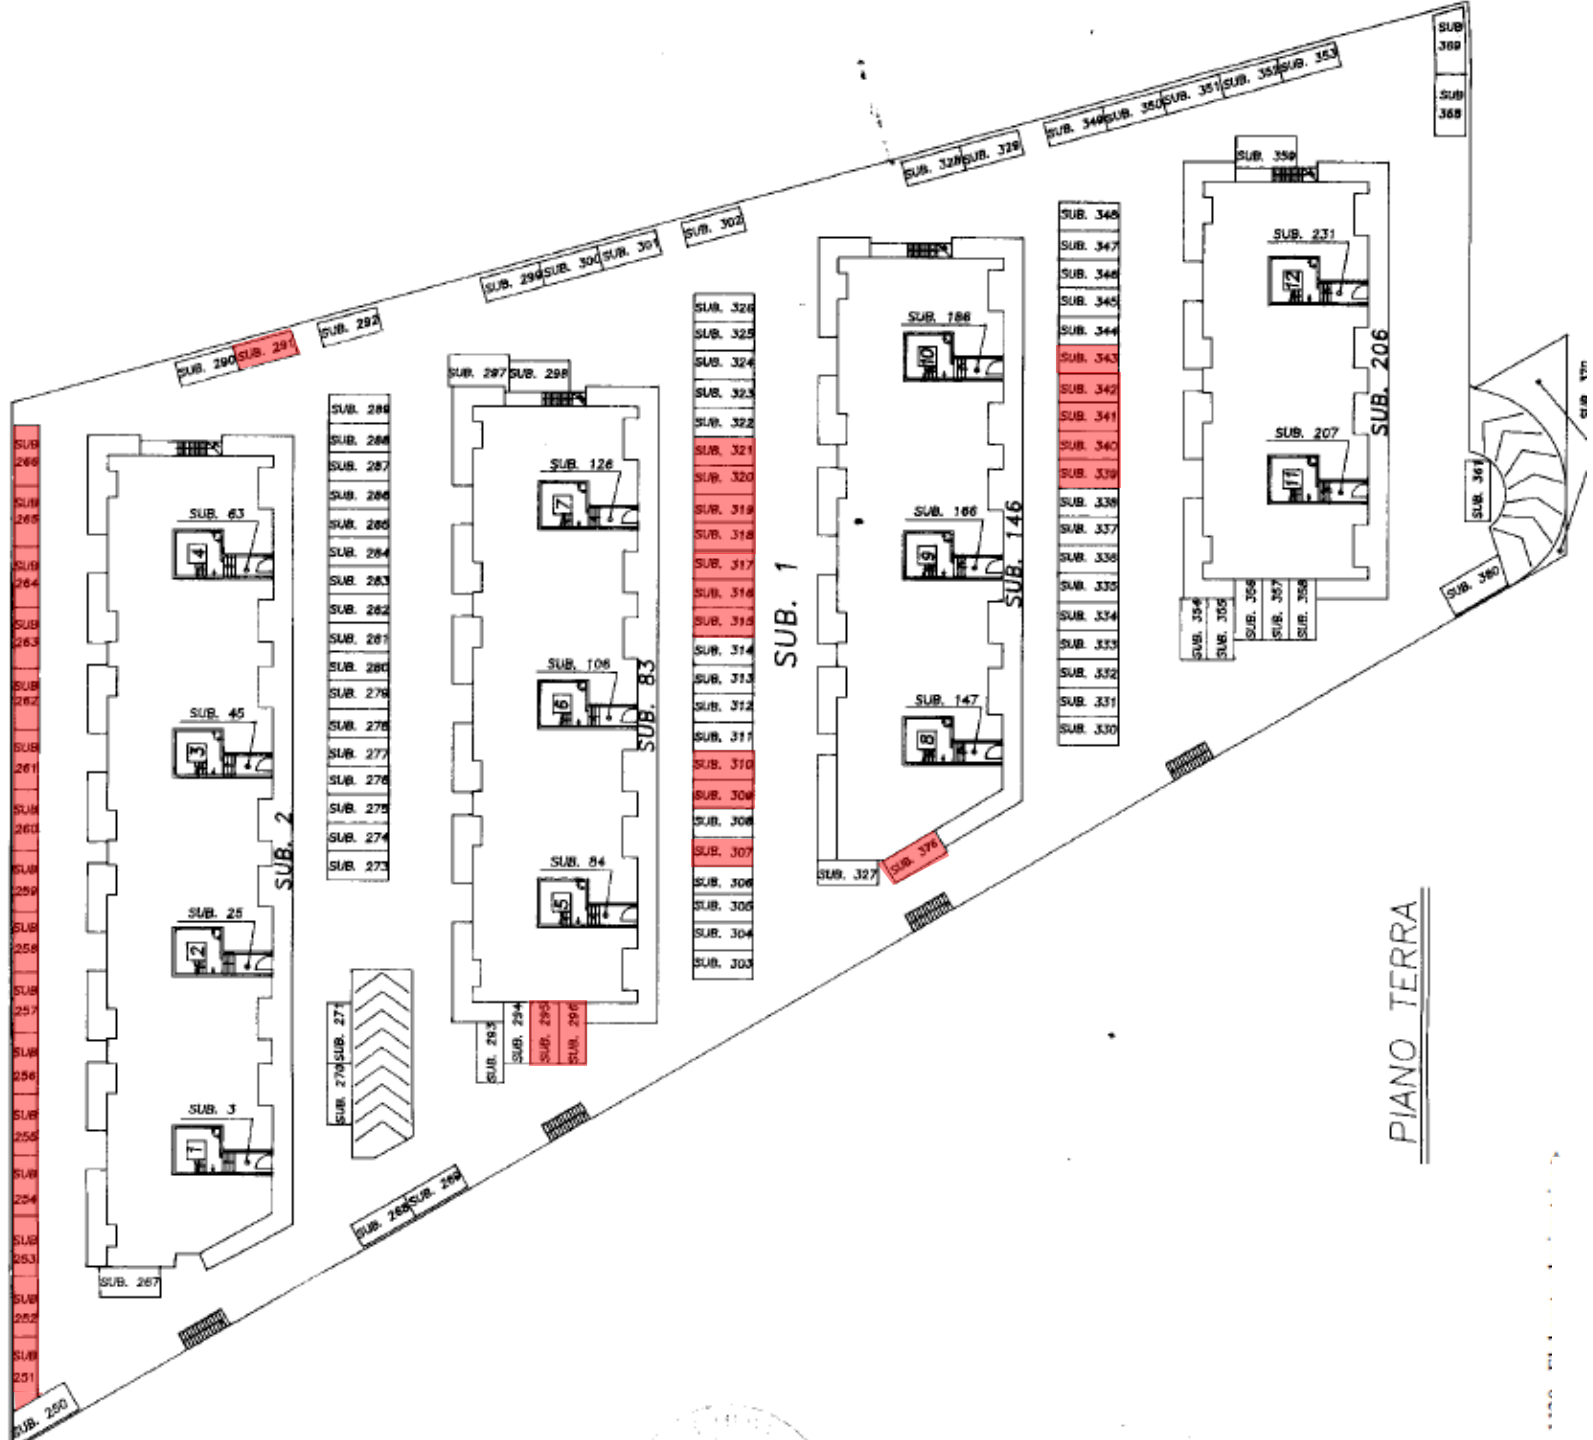 SUB 369
SUB 368
SUB. 349
SUB. 350
SUB. 351
SUB. 352
SUB. 353
SUB. 328
SUB. 329
SUB. 359
SUB. 302
SUB. 299
SUB. 300
SUB. 301
SUB. 292
SUB. 290
SUB. 291
SUB. 348
SUB. 347
SUB. 346
SUB. 345
SUB. 344
SUB. 343
SUB. 342
SUB. 341
SUB. 340
SUB. 339
SUB. 338
SUB. 337
SUB. 336
SUB. 335
SUB. 334
SUB. 333
SUB. 332
SUB. 331
SUB. 330
SUB. 231
12
SUB. 207
11
SUB. 206
SUB. 370
SUB. 361
SUB. 360
SUB. 354
SUB. 355
SUB. 356
SUB. 357
SUB. 358
SUB. 186
10
SUB. 166
9
SUB. 147
8
SUB. 146
SUB. 327
SUB. 376
SUB. 1
SUB. 326
SUB. 325
SUB. 324
SUB. 323
SUB. 322
SUB. 321
SUB. 320
SUB. 319
SUB. 318
SUB. 317
SUB. 316
SUB. 315
SUB. 314
SUB. 313
SUB. 312
SUB. 311
SUB. 310
SUB. 309
SUB. 308
SUB. 307
SUB. 306
SUB. 305
SUB. 304
SUB. 303
SUB. 297
SUB. 298
SUB. 126
7
SUB. 106
6
SUB. 84
5
SUB. 83
SUB. 293
SUB. 294
SUB. 295
SUB. 296
SUB. 289
SUB. 288
SUB. 287
SUB. 286
SUB. 285
SUB. 284
SUB. 283
SUB. 282
SUB. 281
SUB. 280
SUB. 279
SUB. 278
SUB. 277
SUB. 276
SUB. 275
SUB. 274
SUB. 273
SUB. 271
SUB. 270
SUB. 268
SUB. 269
SUB. 63
4
SUB. 45
3
SUB. 25
2
SUB. 3
1
SUB. 2
SUB. 267
SUB 266
SUB 265
SUB 264
SUB 263
SUB 262
SUB 261
SUB 260
SUB 259
SUB 258
SUB 257
SUB 256
SUB 255
SUB 254
SUB 253
SUB 252
SUB 251
SUB. 250
PIANO TERRA